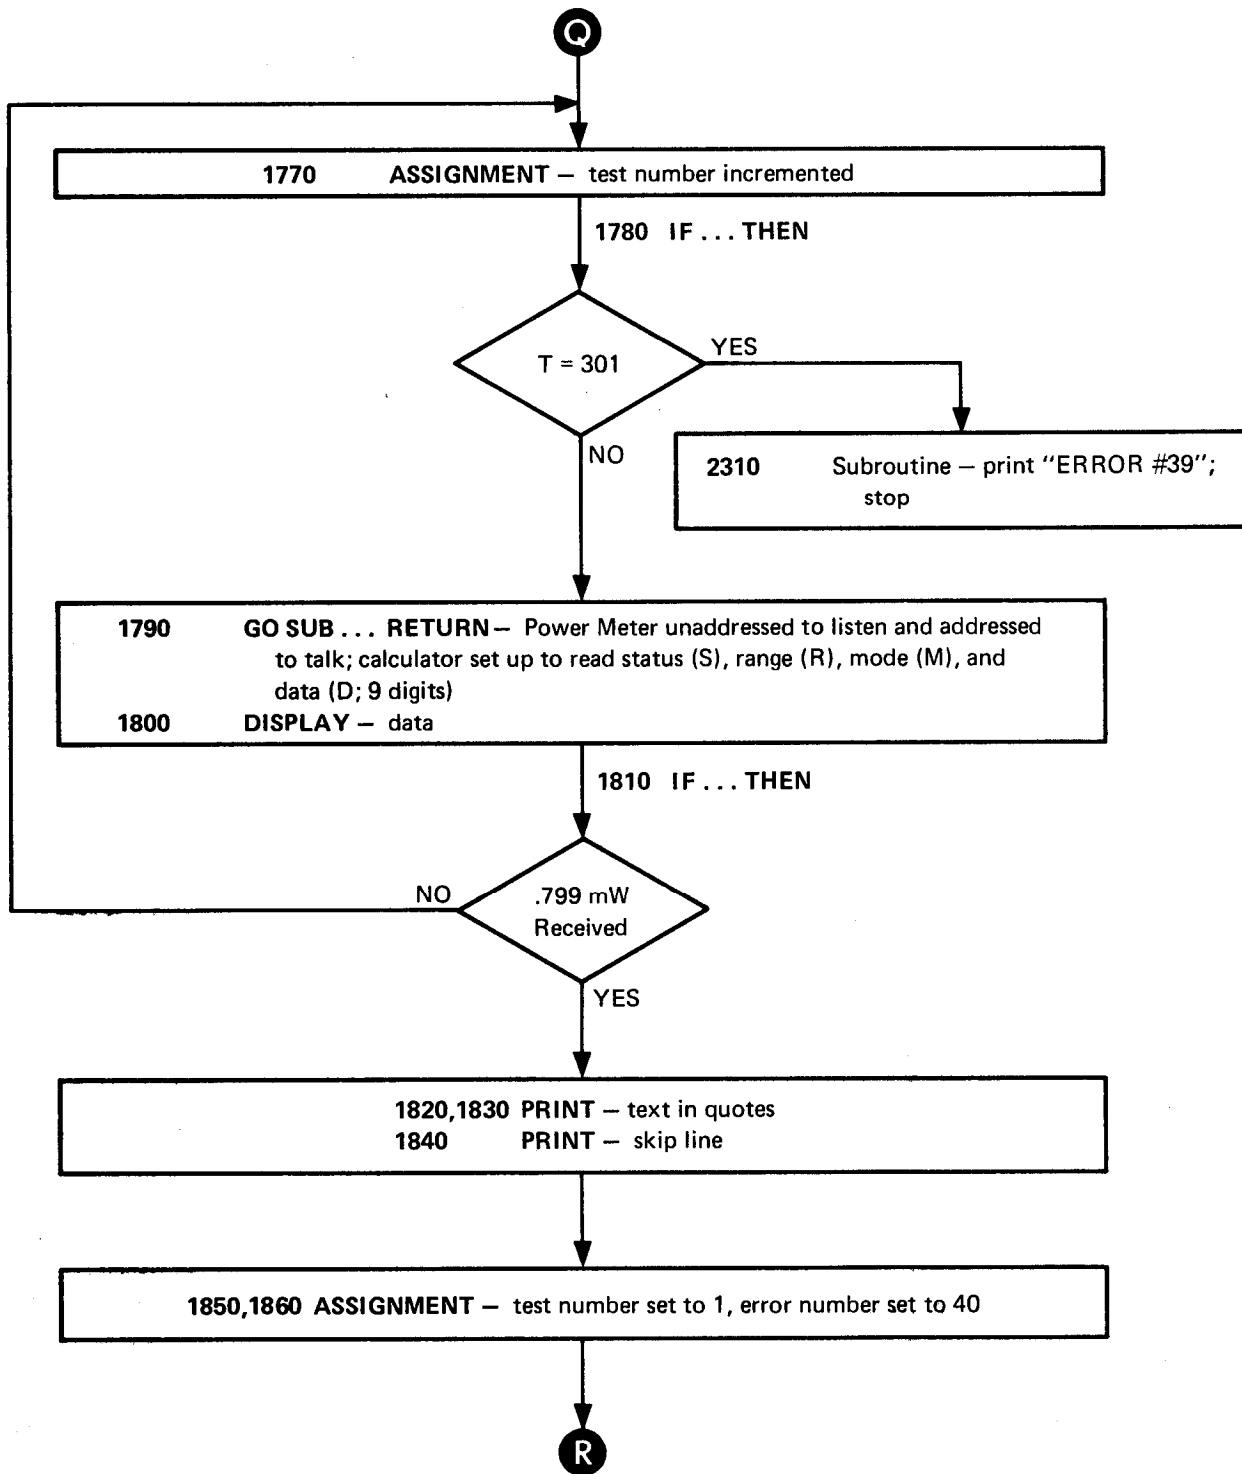 Q
1770 ASSIGNMENT – test number incremented
1780 IF . . . THEN
T = 301
YES
NO
2310 Subroutine – print “ERROR #39”;
stop
1790 GO SUB . . . RETURN – Power Meter unaddressed to listen and addressed
to talk; calculator set up to read status (S), range (R), mode (M), and
data (D; 9 digits)
1800 DISPLAY – data
1810 IF . . . THEN
NO
.799 mW
Received
YES
1820,1830 PRINT – text in quotes
1840 PRINT – skip line
1850,1860 ASSIGNMENT – test number set to 1, error number set to 40
R